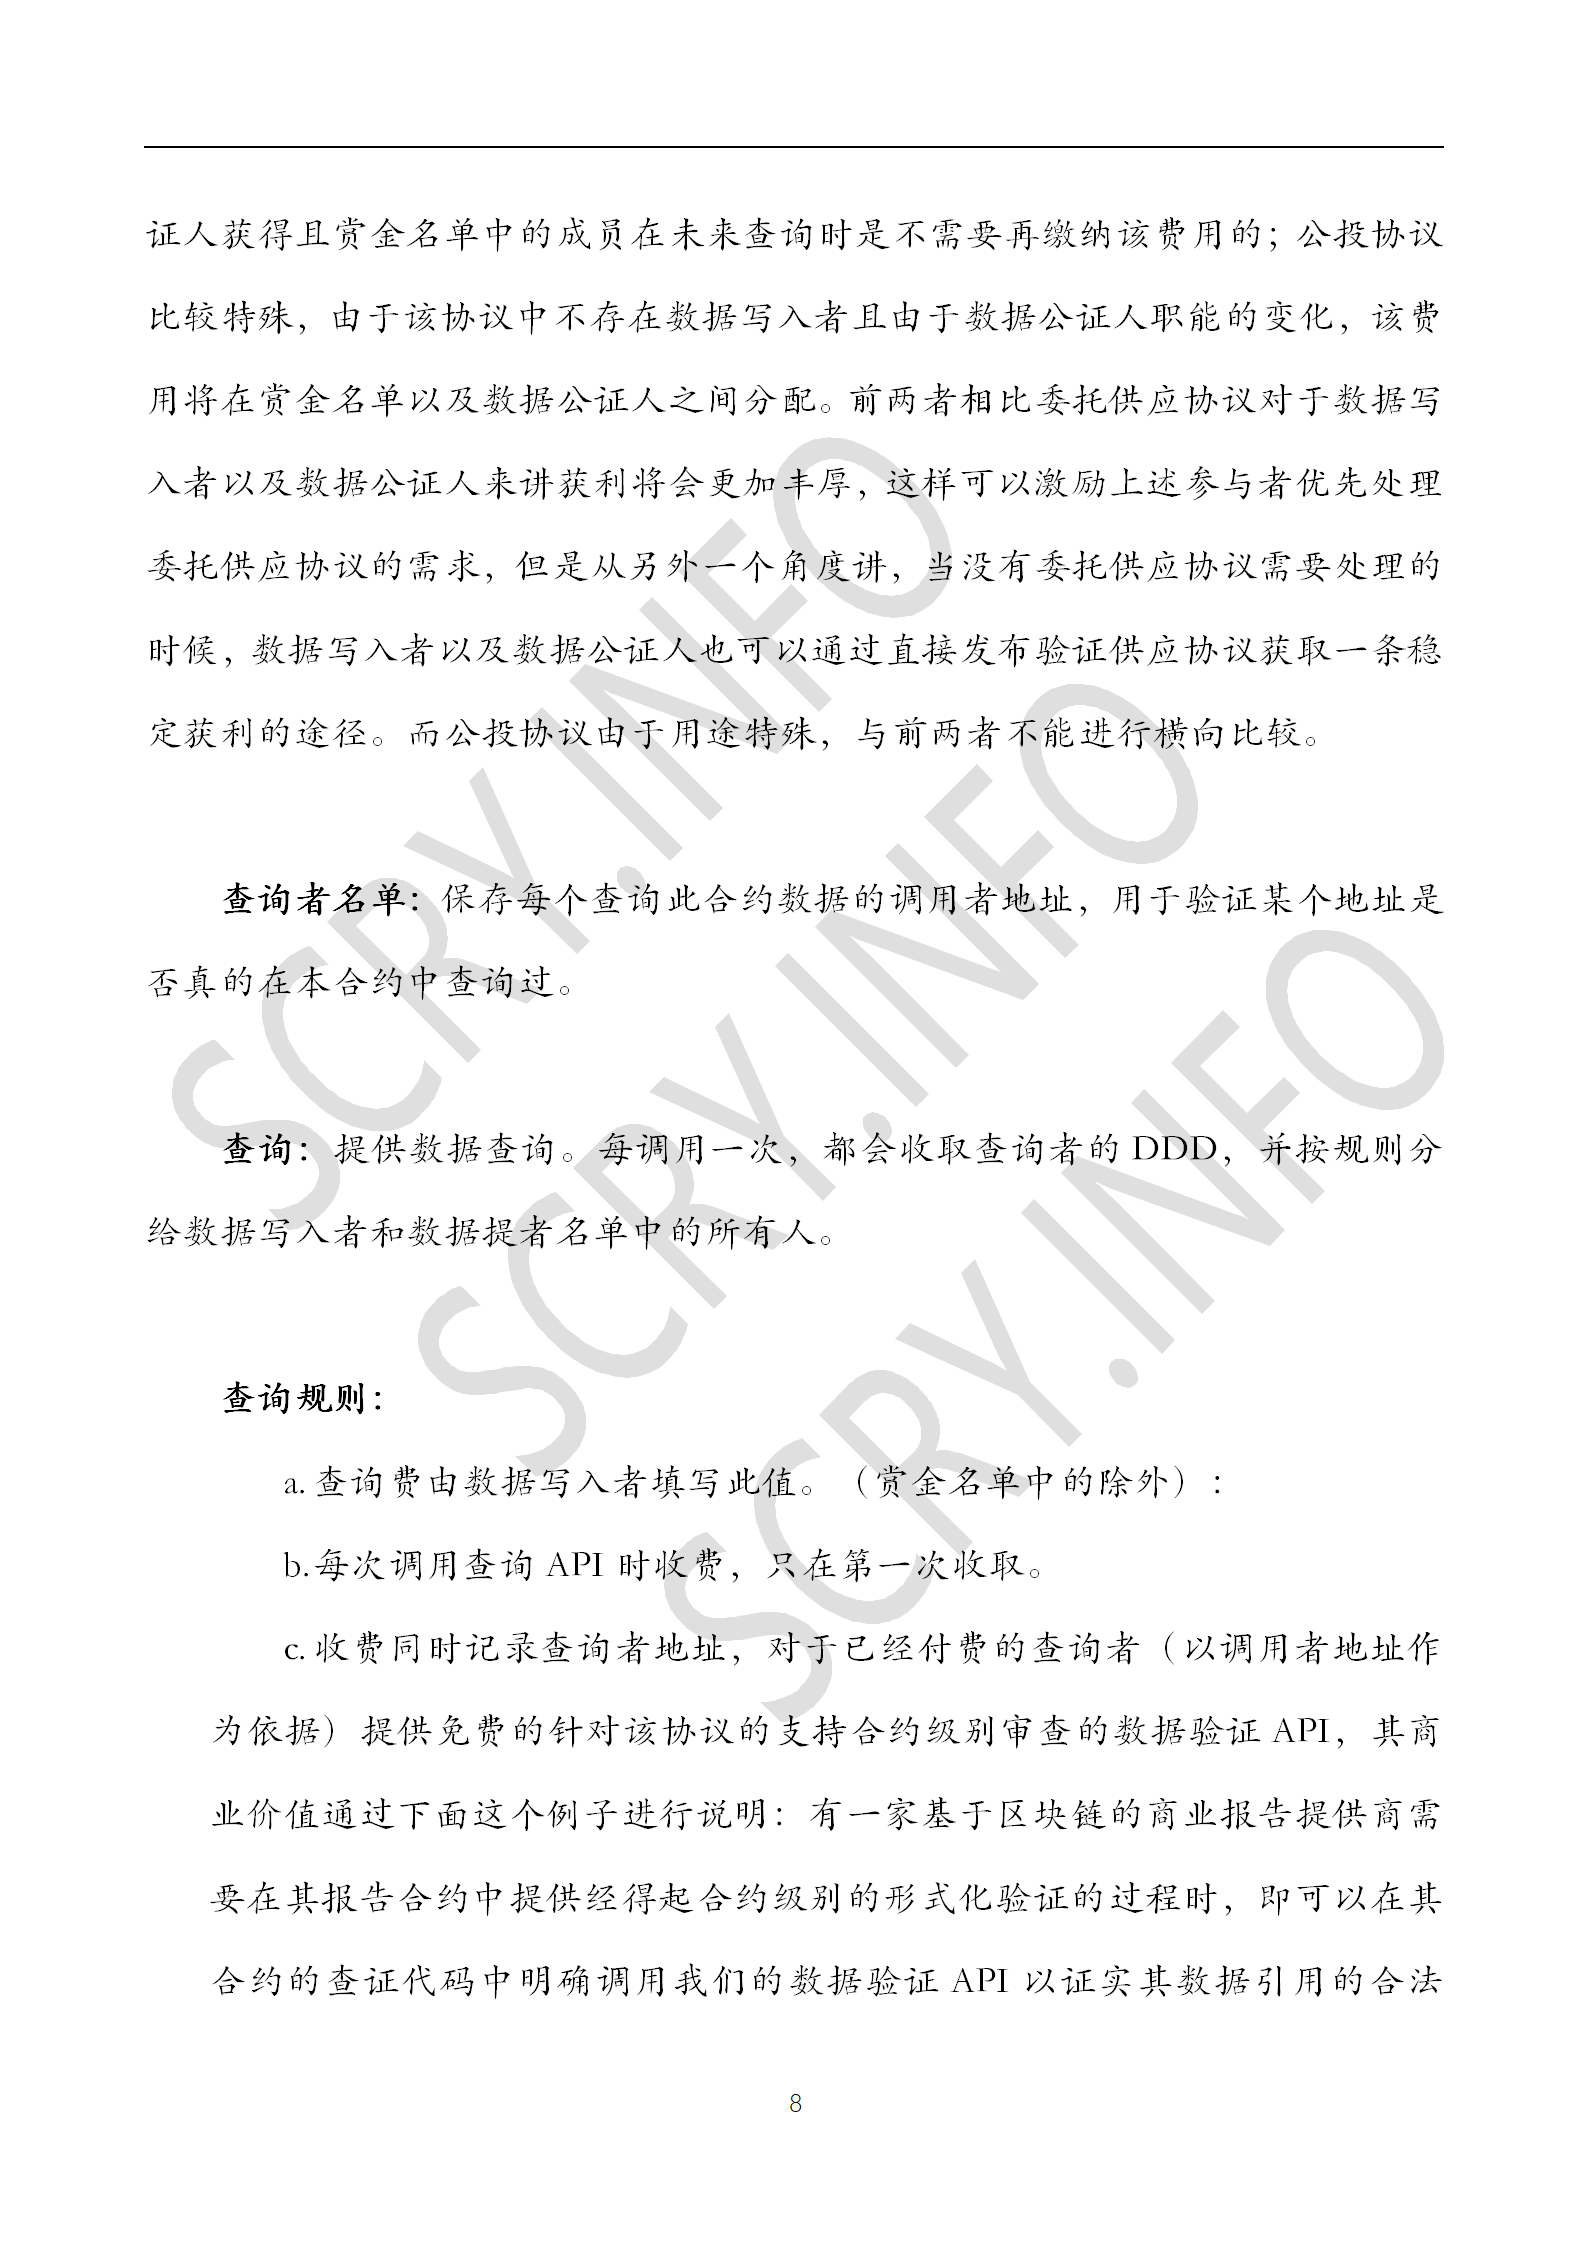 证人获得且赏金名单中的成员在未来查询时是不需要再缴纳该费用的；公投协议
比较特殊，由于该协议中不存在数据写入者且由于数据公证人职能的变化，该费
用将在赏金名单以及数据公证人之间分配。前两者相比委托供应协议对于数据写
入者以及数据公证人来讲获利将会更加丰厚，这样可以激励上述参与者优先处理
委托供应协议的需求，但是从另外一个角度讲，当没有委托供应协议需要处理的
时候，数据写入者以及数据公证人也可以通过直接发布验证供应协议获取一条稳
定获利的途径。而公投协议由于用途特殊，与前两者不能进行横向比较。
查询者名单：保存每个查询此合约数据的调用者地址，用于验证某个地址是
否真的在本合约中查询过。
查询：提供数据查询。每调用一次，都会收取查询者的 DDD，并按规则分
给数据写入者和数据提者名单中的所有人。
查询规则：
a. 查询费由数据写入者填写此值。（赏金名单中的除外）：
b.每次调用查询 API 时收费，只在第一次收取。
c. 收费同时记录查询者地址，对于已经付费的查询者（以调用者地址作
为依据）提供免费的针对该协议的支持合约级别审查的数据验证 API，其商
业价值通过下面这个例子进行说明：有一家基于区块链的商业报告提供商需
要在其报告合约中提供经得起合约级别的形式化验证的过程时，即可以在其
合约的查证代码中明确调用我们的数据验证 API 以证实其数据引用的合法
8
SCRY.INFO
SCRY.INFO
SCRY.INFO